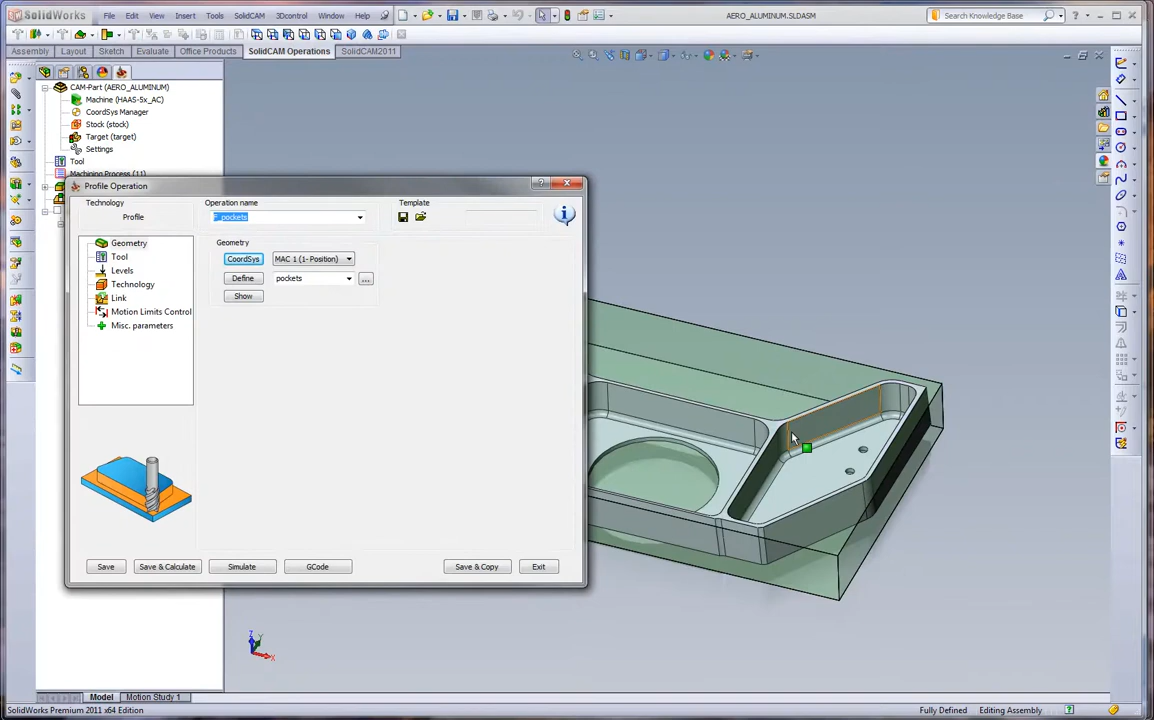 SolidWorks
File Edit View Insert Tools SolidCAM 3Dcontrol Window Help
AERO_ALUMINUM.SLDASM
Search Knowledge Base
Assembly Layout Sketch Evaluate Office Products SolidCAM Operations SolidCAM2011
CAM-Part (AERO_ALUMINUM)
Machine (HAAS-5x_AC)
CoordSys Manager
Stock (stock)
Target (target)
Settings
Tool
Machining Process (11)
Profile Operation
Technology
Profile
Operation name
F_pockets
Template
Geometry
Tool
Levels
Technology
Link
Motion Limits Control
Misc. parameters
Geometry
CoordSys MAC 1 (1- Position)
Define pockets ...
Show
Save Save & Calculate Simulate GCode Save & Copy Exit
Z Y X
Model Motion Study 1
SolidWorks Premium 2011 x64 Edition Fully Defined Editing Assembly